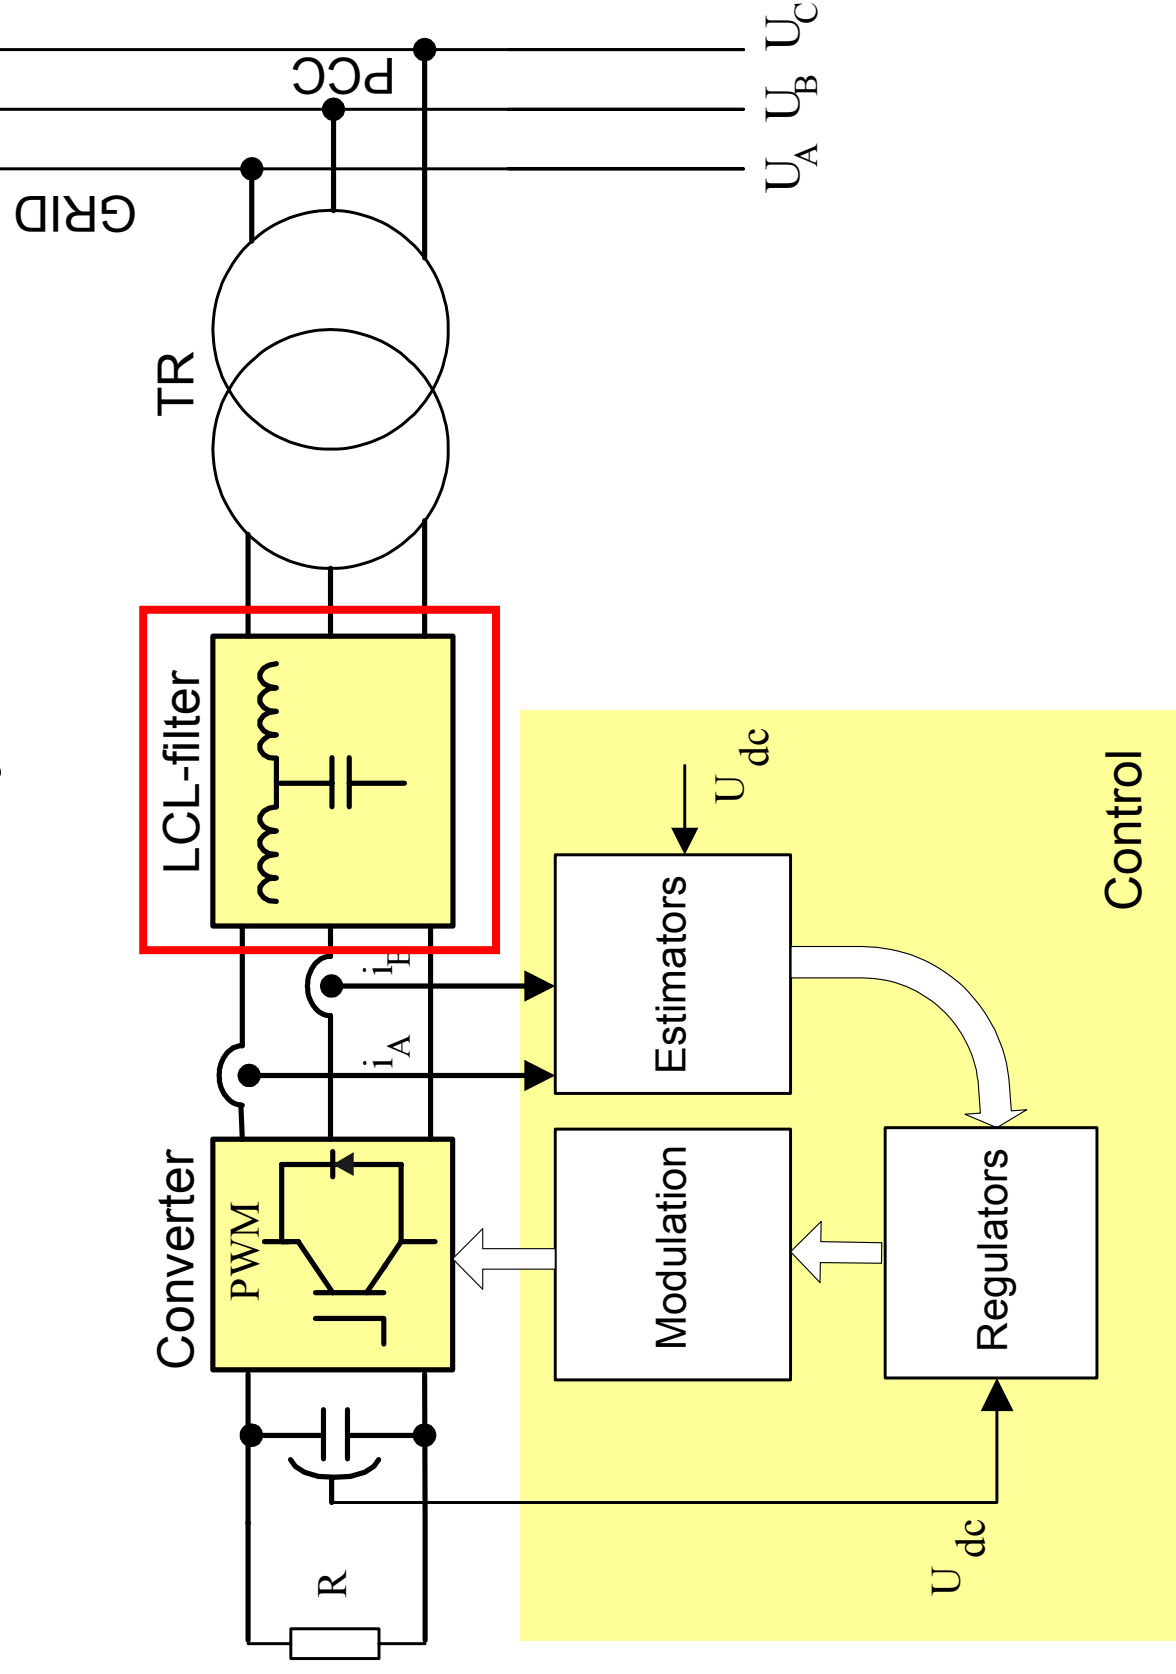 U_C
PCC
U_B
U_A
GRID
TR
LCL-filter
U_dc
Control
i_B
Estimators
i_A
Converter
PWM
Modulation
Regulators
U_dc
R